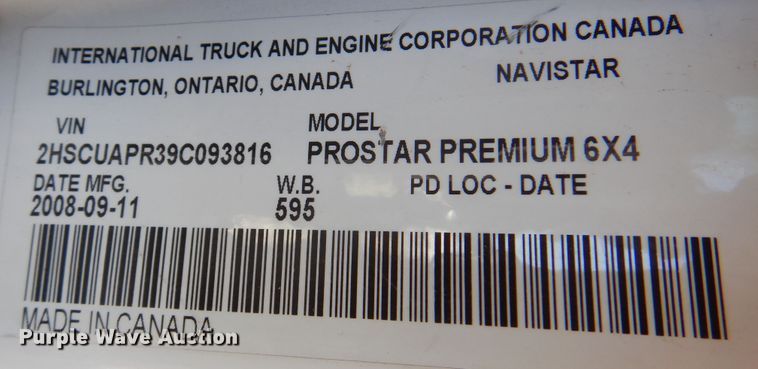 INTERNATIONAL TRUCK AND ENGINE CORPORATION CANADA
BURLINGTON, ONTARIO, CANADA NAVISTAR
VIN MODEL
2HSCUAPR39C093816 PROSTAR PREMIUM 6X4
DATE MFG. W.B. PD LOC - DATE
2008-09-11 595
MADE IN CANADA
Purple Wave Auction